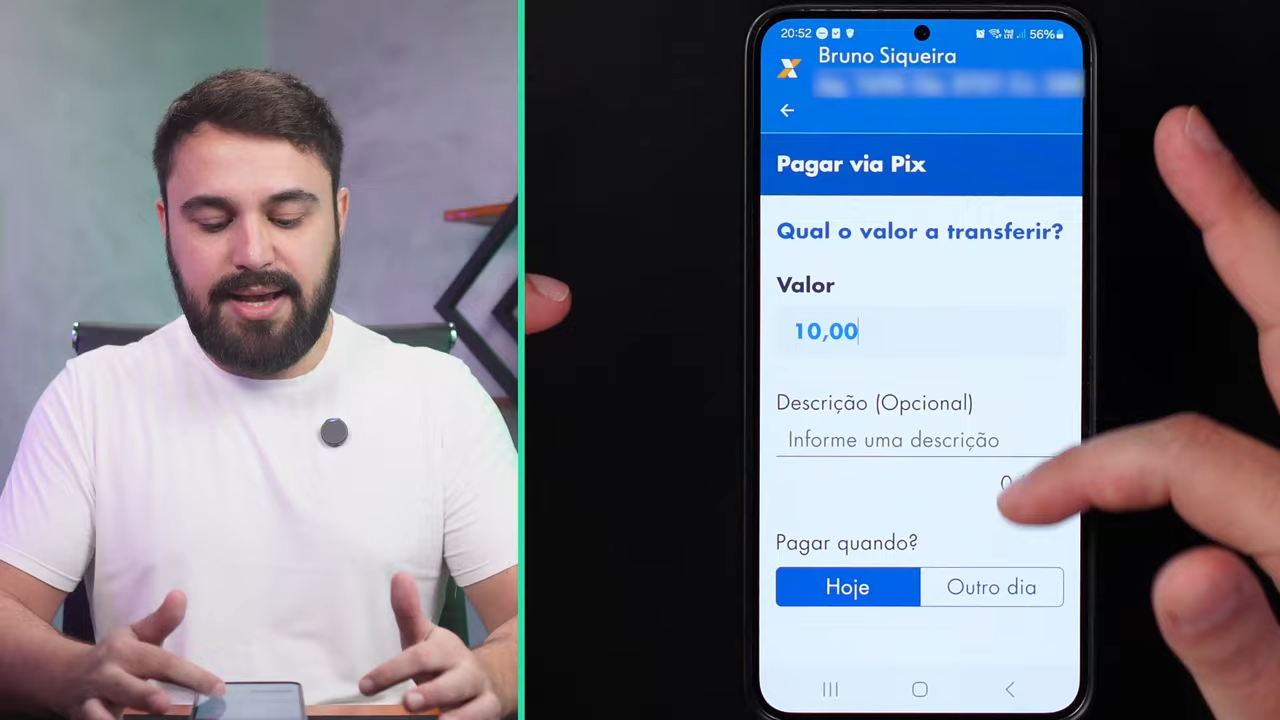 20:52
56%
Bruno Siqueira
Pagar via Pix
Qual o valor a transferir?
Valor
10,00
Descrição (Opcional)
Informe uma descrição
Pagar quando?
Hoje
Outro dia